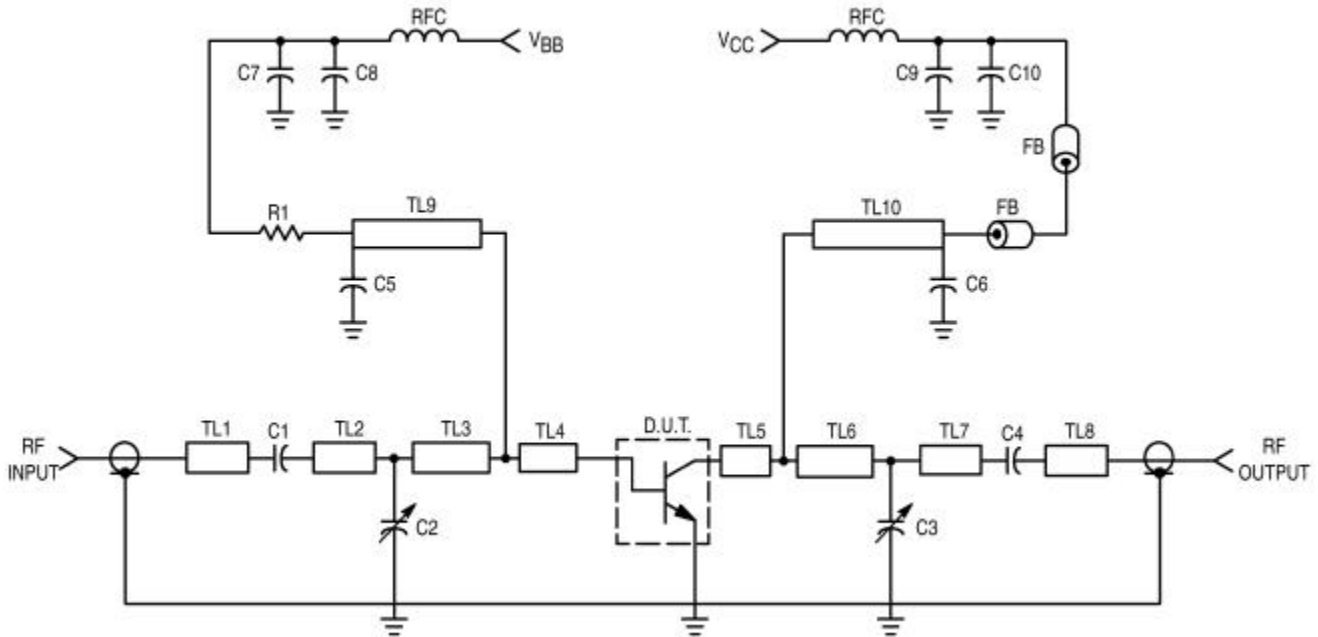 RFC
V_BB
V_CC
RFC
C7
C8
C9
C10
FB
R1
TL9
TL10
FB
C5
C6
RF
INPUT
TL1
C1
TL2
TL3
TL4
D.U.T.
TL5
TL6
TL7
C4
TL8
RF
OUTPUT
C2
C3